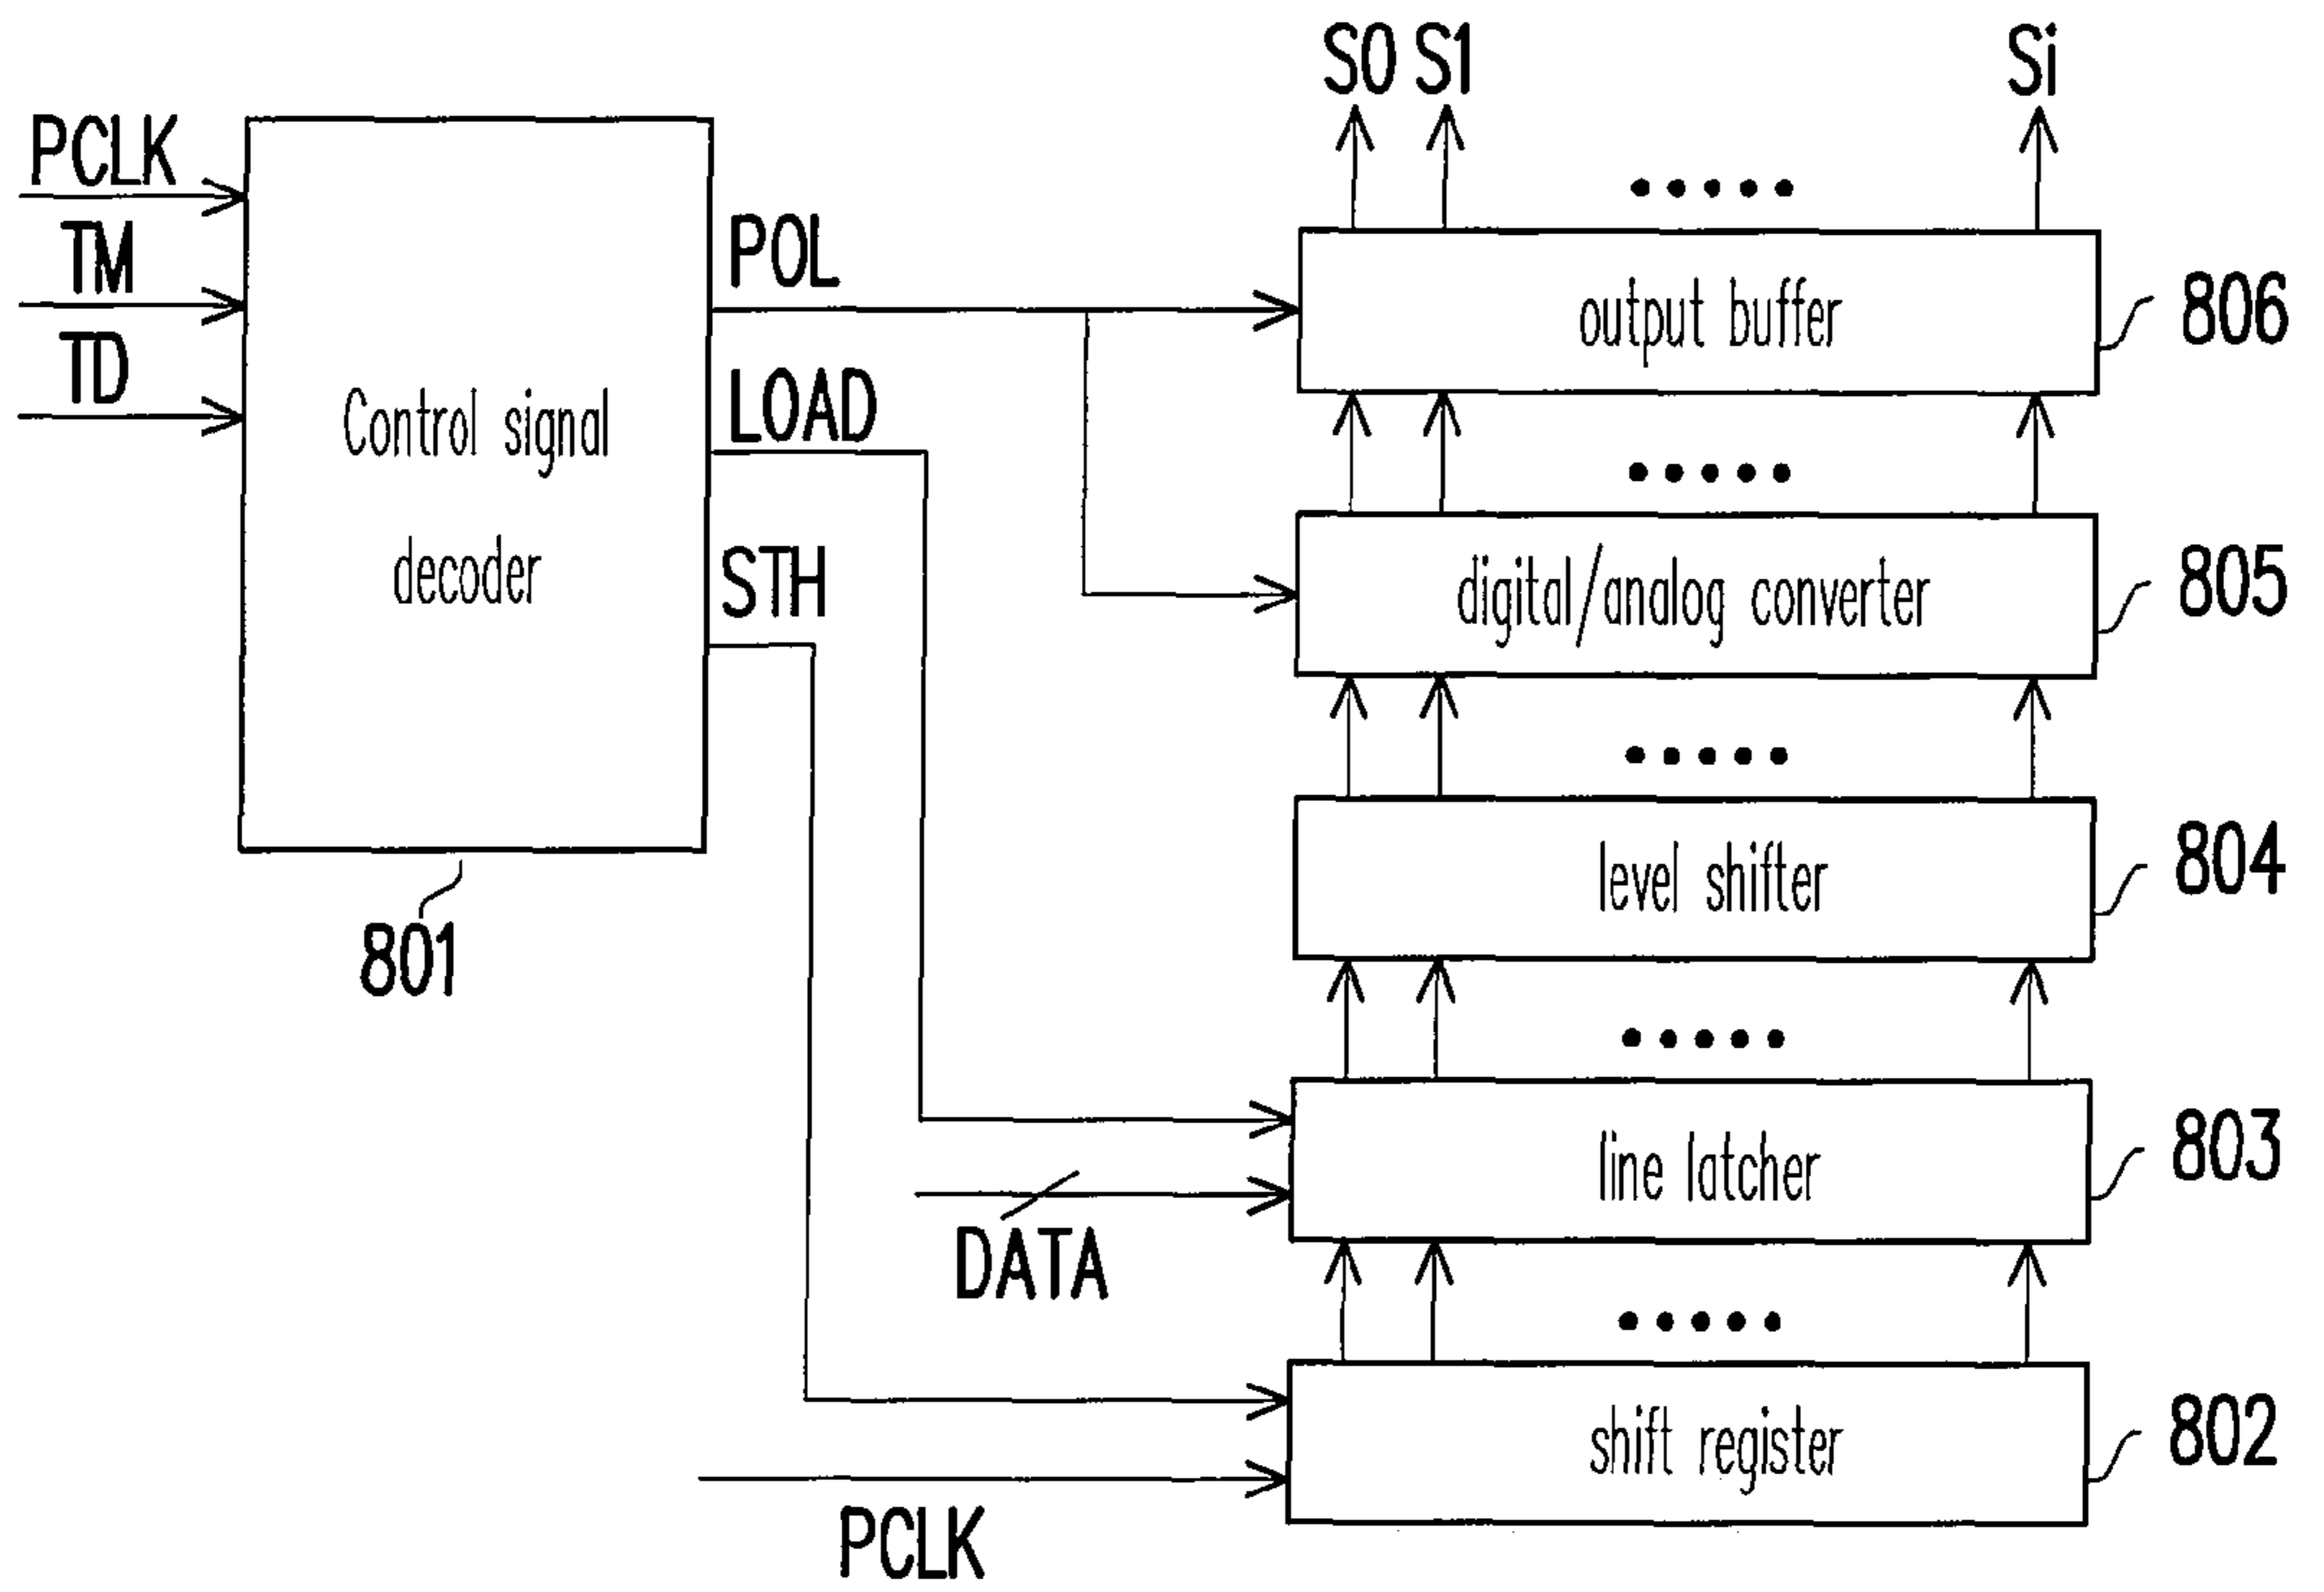 S0 S1 Si
PCLK
TM
TD
Control signal
decoder
801
POL
LOAD
STH
output buffer
806
digital/analog converter
805
level shifter
804
line latcher
803
DATA
shift register
802
PCLK